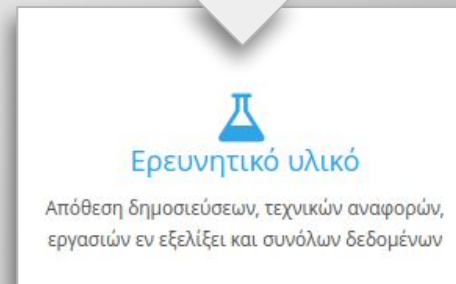 Ερευνητικό υλικό
Απόθεση δημοσιεύσεων, τεχνικών αναφορών,
εργασιών εν εξελίξει και συνόλων δεδομένων